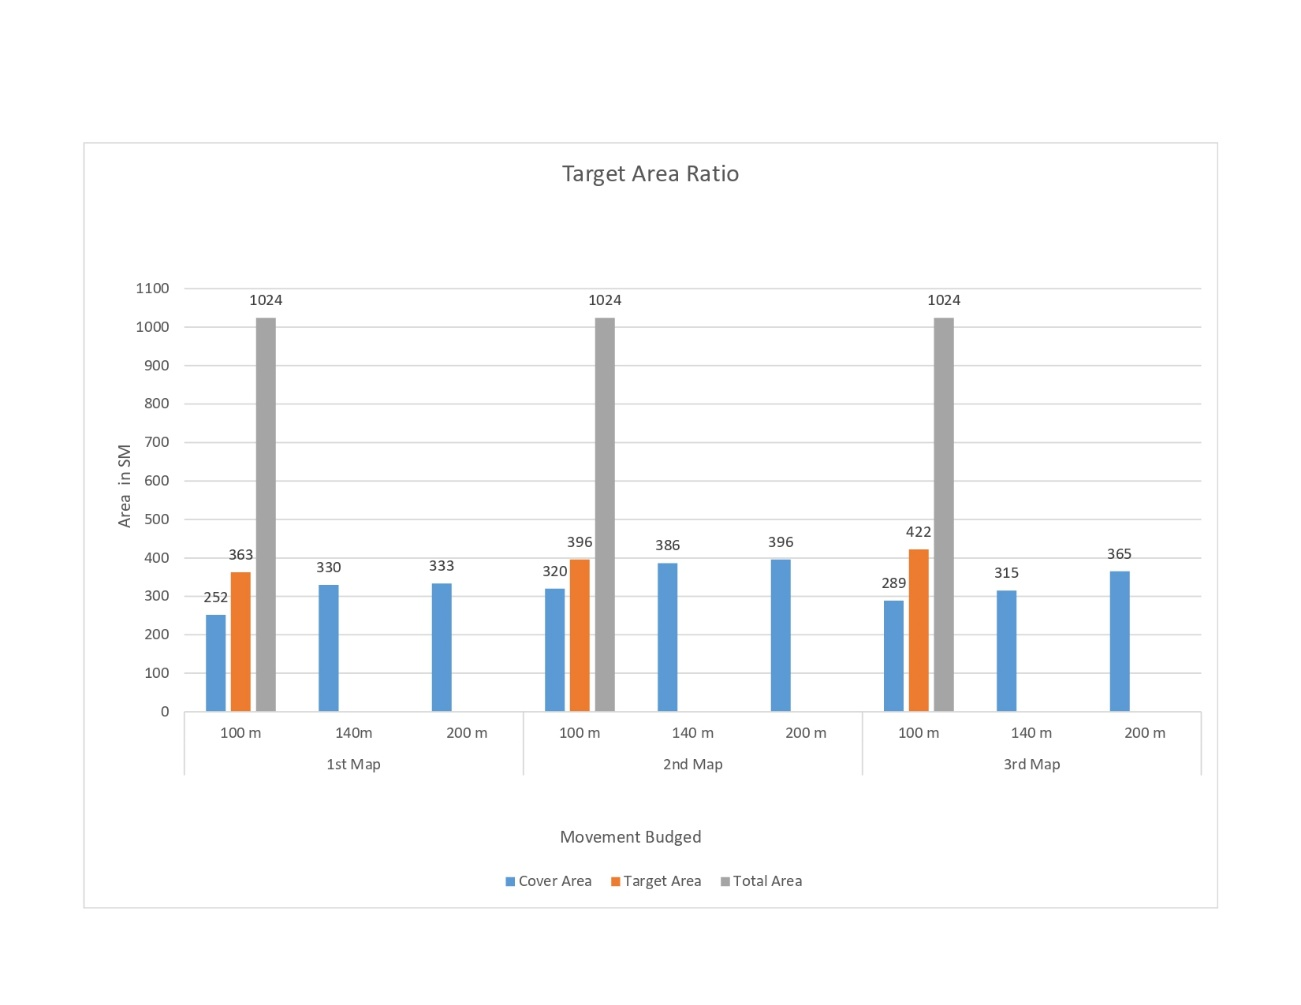 Target Area Ratio
1100
1024 1024 1024
1000
900
800
700
600
Area in SM
500
422
400
363 330 333 396 386 396 365
300
252 320 289 315
200
100
0
100 m 140m 200 m 100 m 140 m 200 m 100 m 140 m 200 m
1st Map 2nd Map 3rd Map
Movement Budged
Cover Area Target Area Total Area